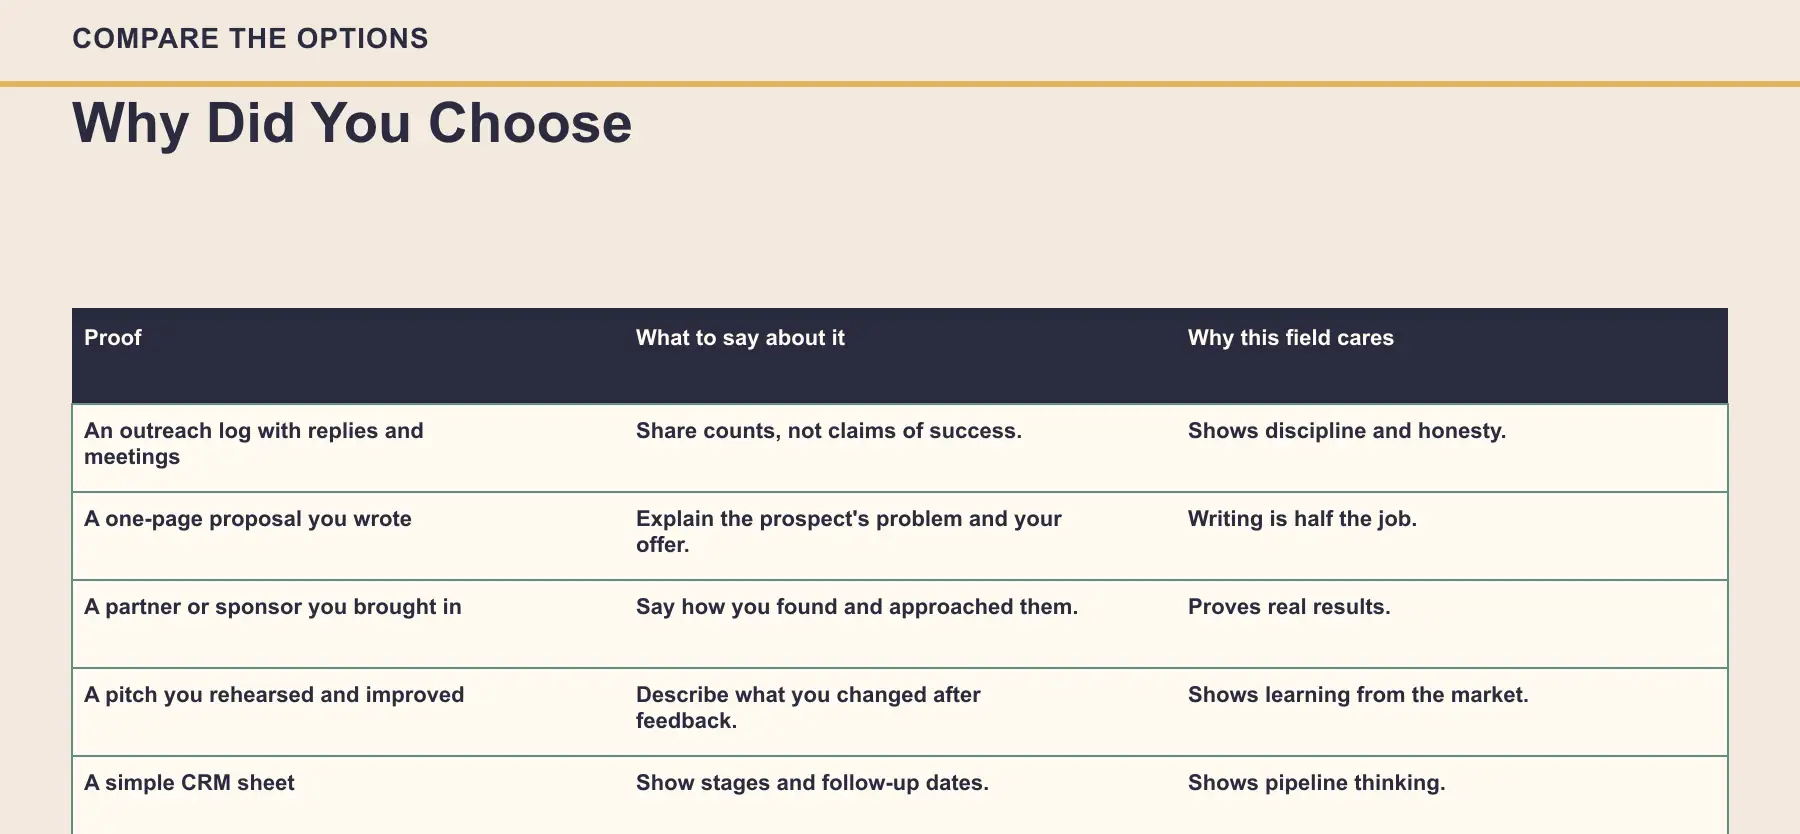 COMPARE THE OPTIONS
Why Did You Choose
Proof
What to say about it
Why this field cares
An outreach log with replies and
meetings
Share counts, not claims of success.
Shows discipline and honesty.
A one-page proposal you wrote
Explain the prospect's problem and your
offer.
Writing is half the job.
A partner or sponsor you brought in
Say how you found and approached them.
Proves real results.
A pitch you rehearsed and improved
Describe what you changed after
feedback.
Shows learning from the market.
A simple CRM sheet
Show stages and follow-up dates.
Shows pipeline thinking.